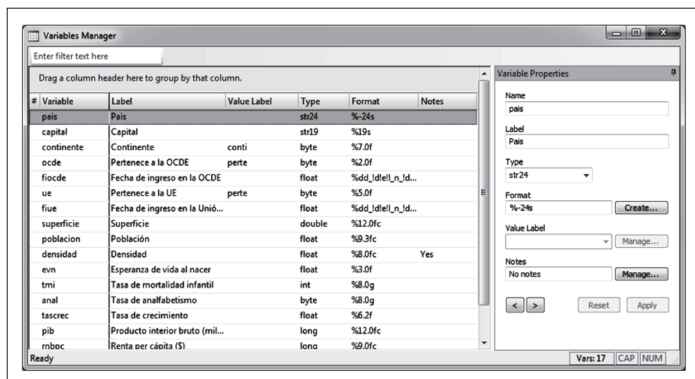 Variables Manager
Enter filter text here
Drag a column header here to group by that column.
# Variable Label Value Label Type Format Notes
pais Pais str24 %-24s
capital Capital str19 %19s
continente Continente conti byte %7.0f
ocde Pertenece a la OCDE perte byte %2.0f
fiocde Fecha de ingreso en la OCDE float %dd_!d!e!l_n_!d...
ue Pertenece a la UE perte byte %5.0f
fiue Fecha de ingreso en la Unió... float %dd_!d!e!l_n_!d...
superficie Superficie double %12.0fc
poblacion Población float %9.3fc
densidad Densidad float %8.0fc Yes
evn Esperanza de vida al nacer float %3.0f
tmi Tasa de mortalidad infantil int %8.0g
anal Tasa de analfabetismo byte %8.0g
tascrec Tasa de crecimiento float %6.2f
pib Producto interior bruto (mil... long %12.0fc
rnbpc Renta per cápita ($) long %9.0fc
Variable Properties
Name
pais
Label
Pais
Type
str24
Format
%-24s Create...
Value Label
Manage...
Notes
No notes Manage...
< > Reset Apply
Ready Vars: 17 CAP NUM